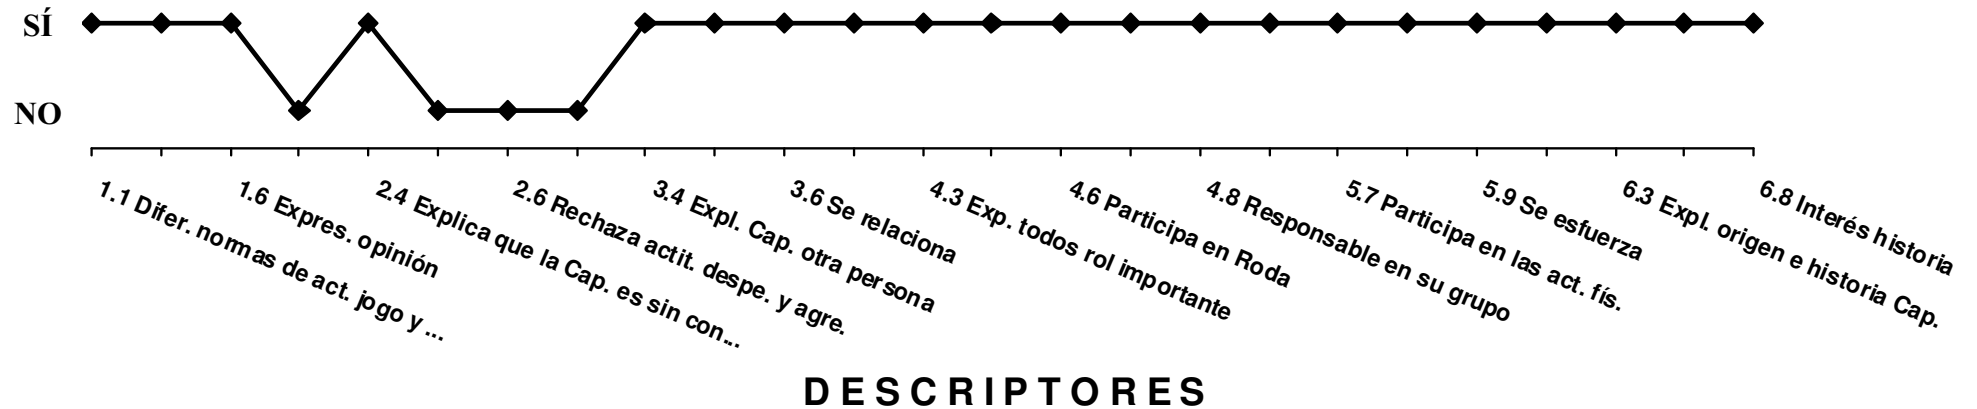 SÍ
NO
1.1 Difer. normas de act. jogo y ...
1.6 Expres. opinión
2.4 Explica que la Cap. es sin con...
2.6 Rechaza actit. despe. y agre.
3.4 Expl. Cap. otra persona
3.6 Se relaciona
4.3 Exp. todos rol importante
4.6 Participa en Roda
4.8 Responsable en su grupo
5.7 Participa en las act. fís.
5.9 Se esfuerza
6.3 Expl. origen e historia Cap.
6.8 Interés historia
DESCRIPTORES